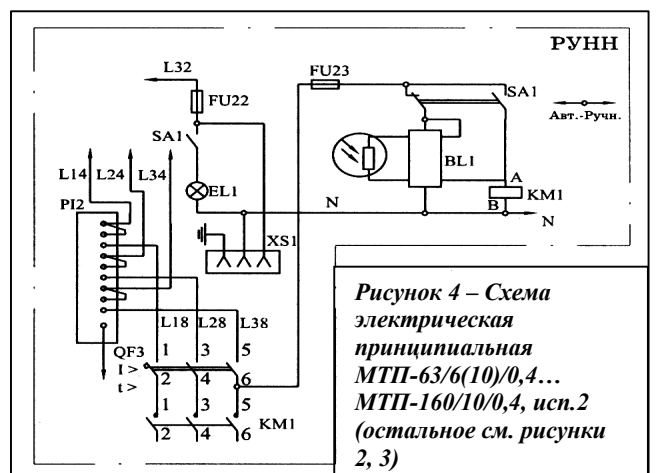 РУНН
L32
FU22
FU23
SA1
SA1
Авт.-Ручн.
L14 L24 L34
EL1
BL1
A
KM1
B
N
N
PI2
XS1
L18 L28 L38
QF3
I >
t >
1 3 5
2 4 6
1 3 5
2 4 6
KM1
Рисунок 4 – Схема
электрическая
принципиальная
МТП-63/6(10)/0,4…
МТП-160/10/0,4, исп.2
(остальное см. рисунки
2, 3)